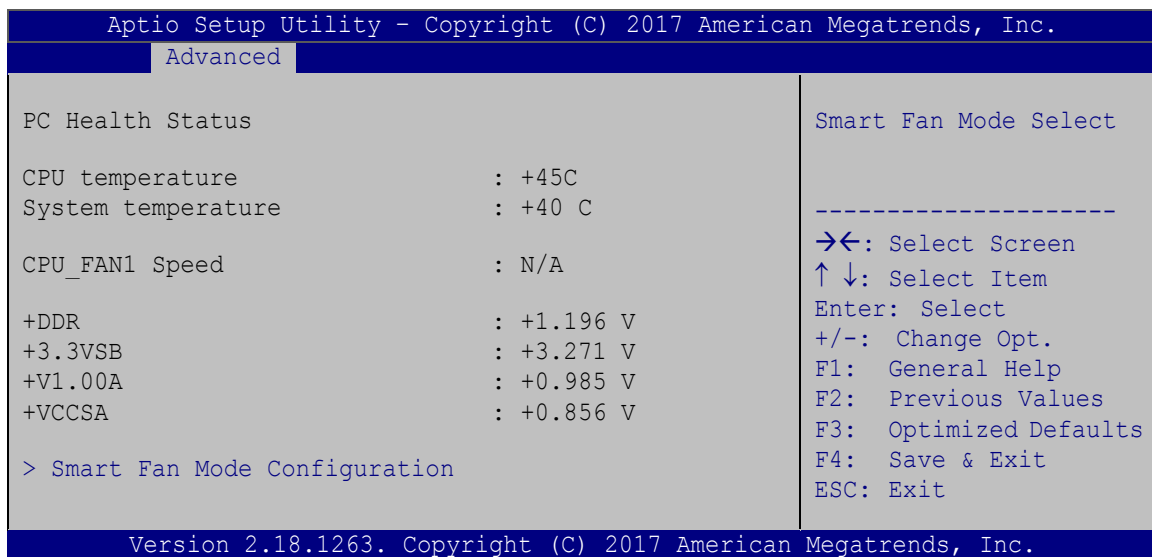 Aptio Setup Utility – Copyright (C) 2017 American Megatrends, Inc.
Advanced
PC Health Status
CPU temperature : +45C
System temperature : +40 C
CPU_FAN1 Speed : N/A
+DDR : +1.196 V
+3.3VSB : +3.271 V
+V1.00A : +0.985 V
+VCCSA : +0.856 V
> Smart Fan Mode Configuration
Smart Fan Mode Select
---------------------
→←: Select Screen
↑ ↓: Select Item
Enter: Select
+/-: Change Opt.
F1: General Help
F2: Previous Values
F3: Optimized Defaults
F4: Save & Exit
ESC: Exit
Version 2.18.1263. Copyright (C) 2017 American Megatrends, Inc.